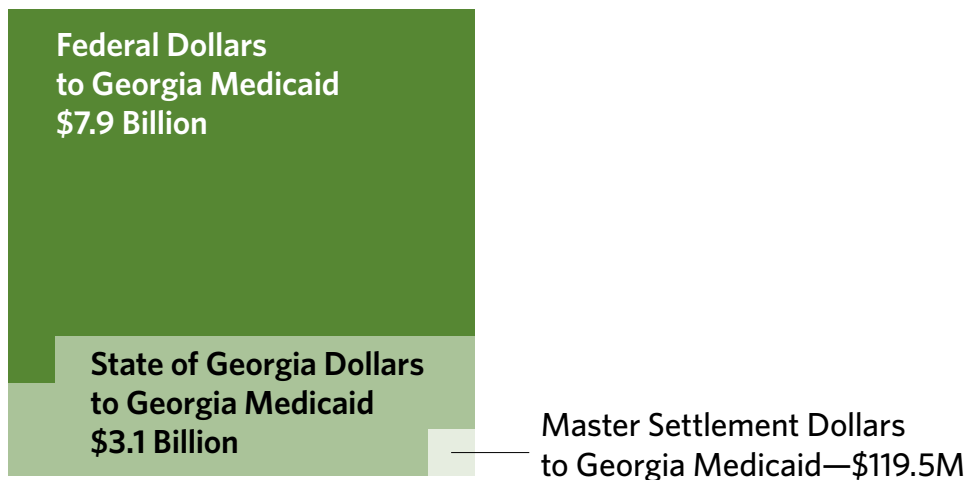 Federal Dollars
to Georgia Medicaid
$7.9 Billion
State of Georgia Dollars
to Georgia Medicaid
$3.1 Billion
Master Settlement Dollars
to Georgia Medicaid—$119.5M